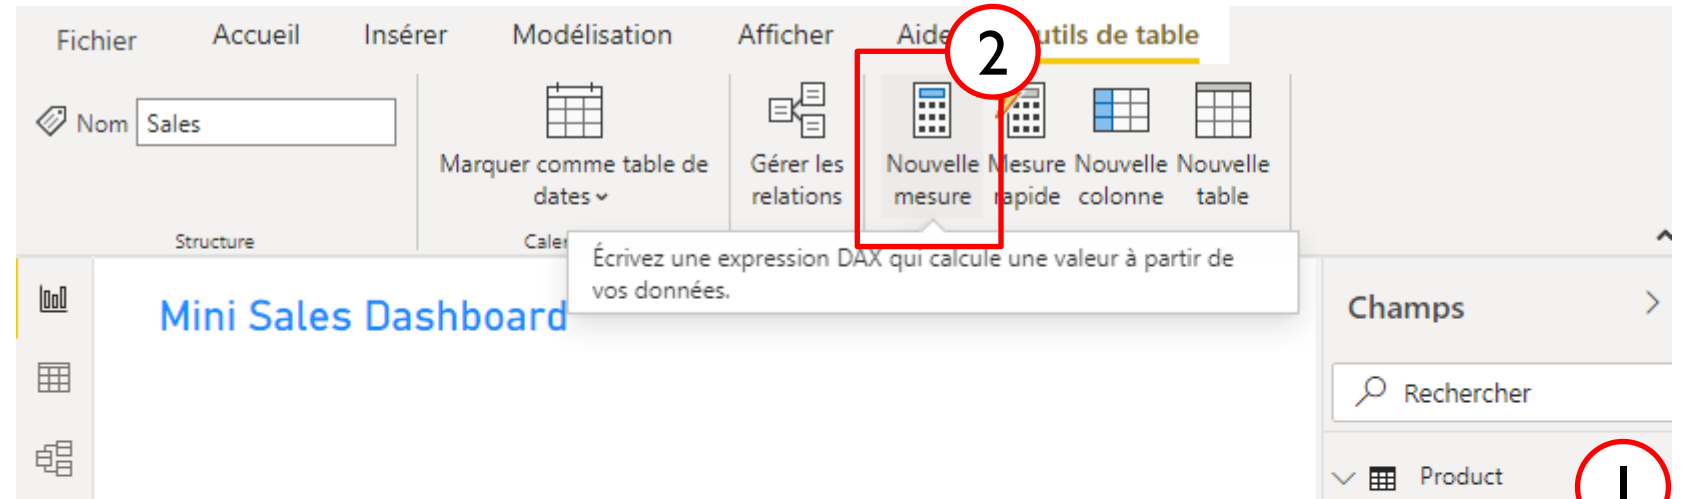 Fichier Accueil Insérer Modélisation Afficher Aide utils de table
2
Nom Sales
Marquer comme table de dates
Gérer les relations
Nouvelle mesure
Mesure rapide
Nouvelle colonne
Nouvelle table
Structure
Cale
Écrivez une expression DAX qui calcule une valeur à partir de
vos données.
Mini Sales Dashboard
Champs
Rechercher
Product
1